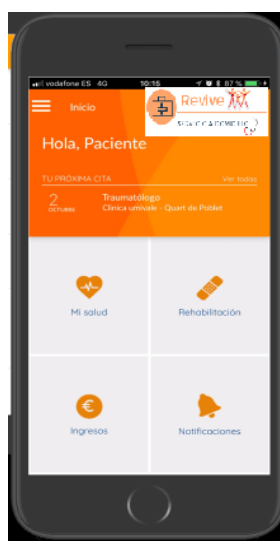 vodafone ES 4G 10:15 87 %
Inicio
Revive
Hola, Paciente
TU PRÓXIMA CITA Ver todas
2 Traumatólogo
OCTUBRE Clínica umivale - Quart de Poblet
Mi salud Rehabilitación
Ingresos Notificaciones